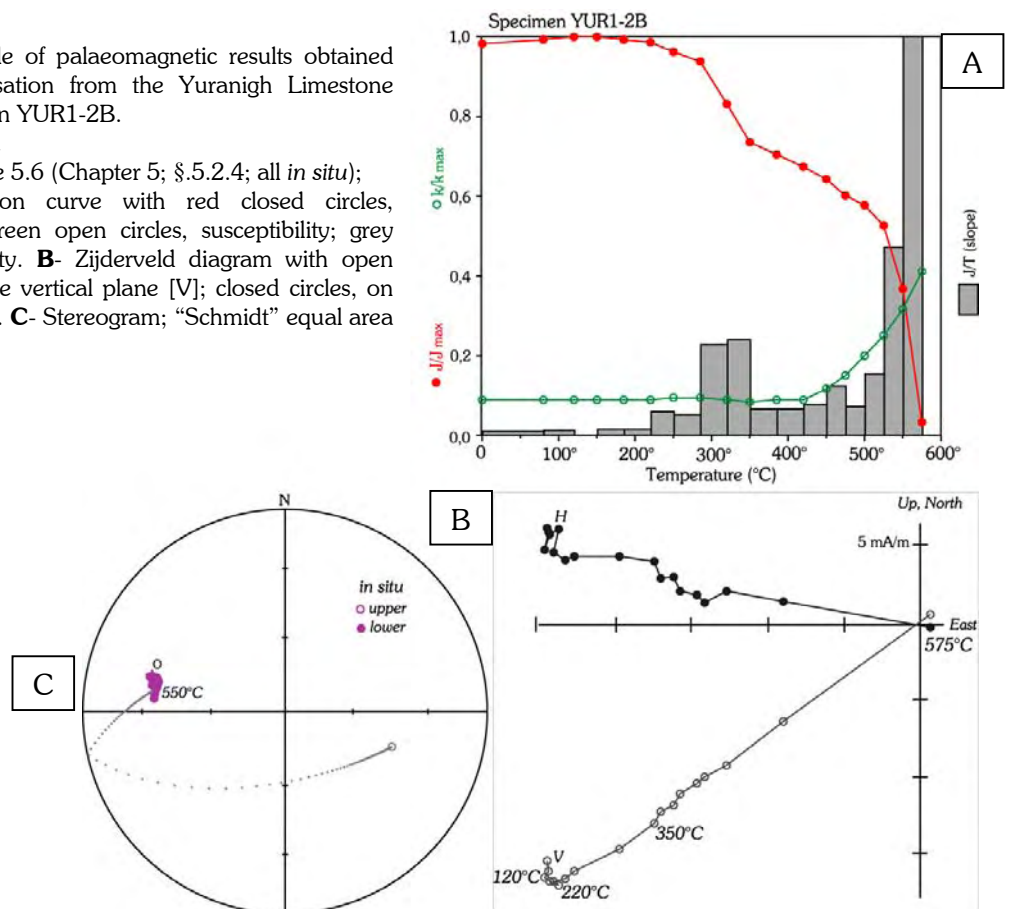 le of palaeomagnetic results obtained
sation from the Yuranigh Limestone
n YUR1-2B.
e 5.6 (Chapter 5; §.5.2.4; all in situ);
on curve with red closed circles,
reen open circles, susceptibility; grey
ty. B- Zijderveld diagram with open
e vertical plane [V]; closed circles, on
. C- Stereogram; “Schmidt” equal area
Specimen YUR1-2B
A
1,0
0,8
0,6
0,4
0,2
0,0
k/k max
J/J max
J/T (slope)
0 100° 200° 300° 400° 500° 600°
Temperature (°C)
B
Up, North
H
5 mA/m
East
575°C
350°C
V
120°C
220°C
C
N
in situ
upper
lower
O
550°C